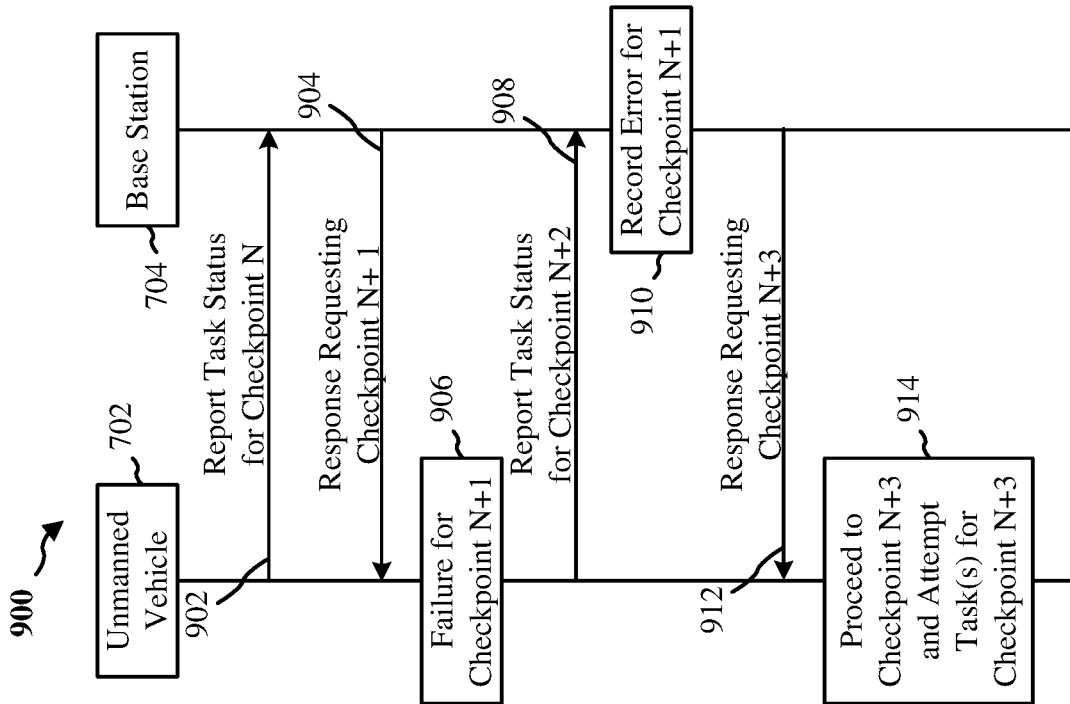 900
Unmanned
Vehicle
702
Base Station
704
Report Task Status
for Checkpoint N
902
Response Requesting
Checkpoint N+ 1
904
Failure for
Checkpoint N+1
906
Report Task Status
for Checkpoint N+2
908
Record Error for
Checkpoint N+1
910
Response Requesting
Checkpoint N+3
912
Proceed to
Checkpoint N+3
and Attempt
Task(s) for
Checkpoint N+3
914